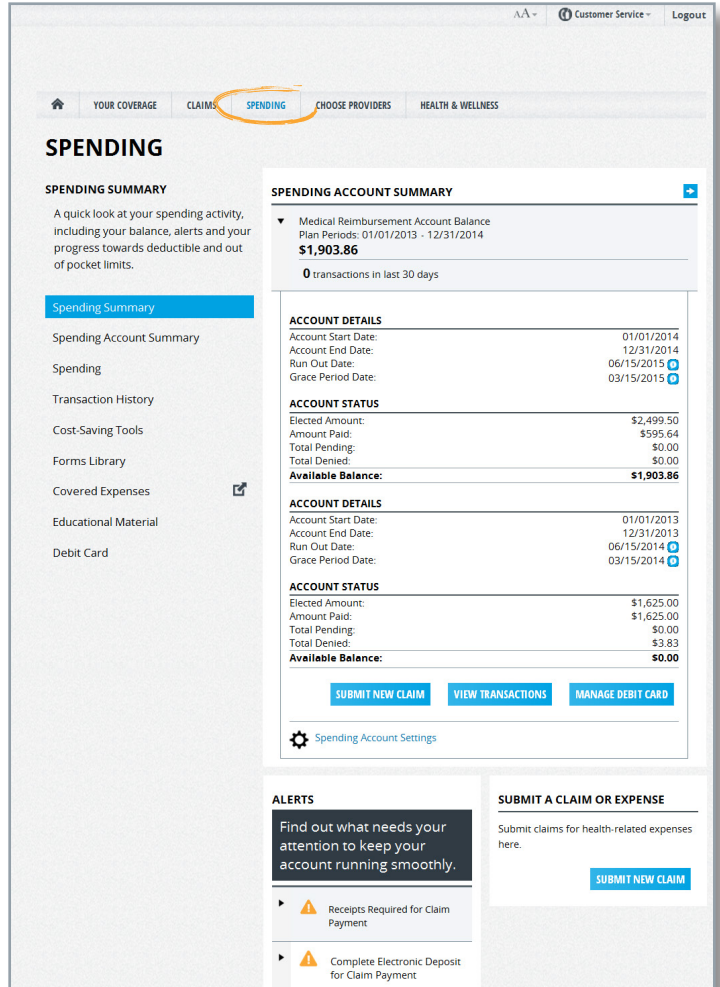 AA
Customer Service
Logout
YOUR COVERAGE
CLAIMS
SPENDING
CHOOSE PROVIDERS
HEALTH & WELLNESS
SPENDING
SPENDING SUMMARY
A quick look at your spending activity,
including your balance, alerts and your
progress towards deductible and out
of pocket limits.
Spending Summary
Spending Account Summary
Spending
Transaction History
Cost-Saving Tools
Forms Library
Covered Expenses
Educational Material
Debit Card
SPENDING ACCOUNT SUMMARY
Medical Reimbursement Account Balance
Plan Periods: 01/01/2013 - 12/31/2014
$1,903.86
0 transactions in last 30 days
ACCOUNT DETAILS
Account Start Date: 01/01/2014
Account End Date: 12/31/2014
Run Out Date: 06/15/2015
Grace Period Date: 03/15/2015
ACCOUNT STATUS
Elected Amount: $2,499.50
Amount Paid: $595.64
Total Pending: $0.00
Total Denied: $0.00
Available Balance: $1,903.86
ACCOUNT DETAILS
Account Start Date: 01/01/2013
Account End Date: 12/31/2013
Run Out Date: 06/15/2014
Grace Period Date: 03/15/2014
ACCOUNT STATUS
Elected Amount: $1,625.00
Amount Paid: $1,625.00
Total Pending: $0.00
Total Denied: $3.83
Available Balance: $0.00
SUBMIT NEW CLAIM
VIEW TRANSACTIONS
MANAGE DEBIT CARD
Spending Account Settings
ALERTS
Find out what needs your
attention to keep your
account running smoothly.
Receipts Required for Claim
Payment
Complete Electronic Deposit
for Claim Payment
SUBMIT A CLAIM OR EXPENSE
Submit claims for health-related expenses
here.
SUBMIT NEW CLAIM